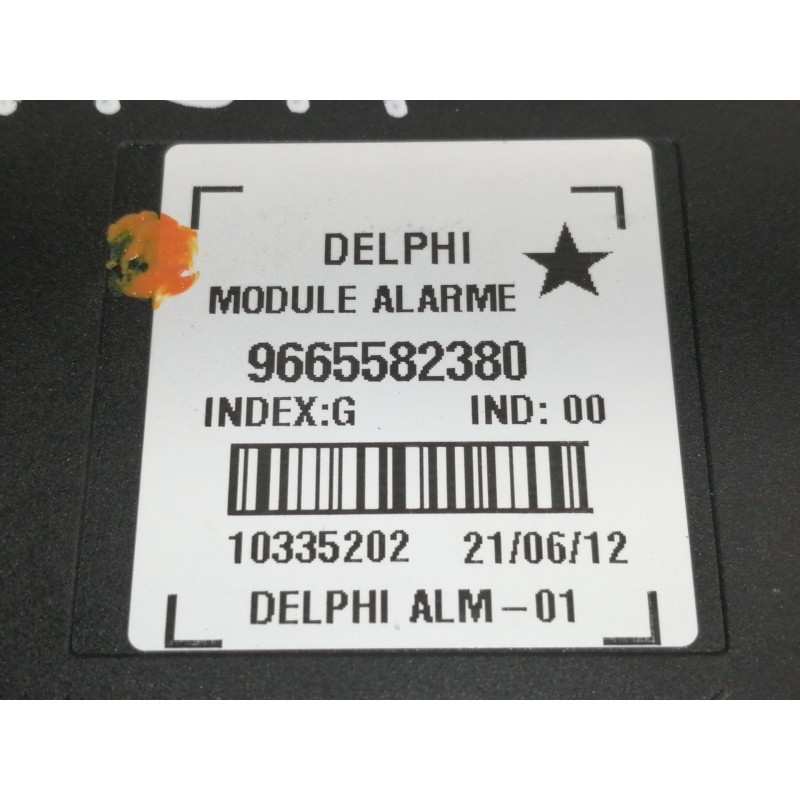 DELPHI
MODULE ALARME
9665582380
INDEX:G IND: 00
10335202 21/06/12
DELPHI ALM-01